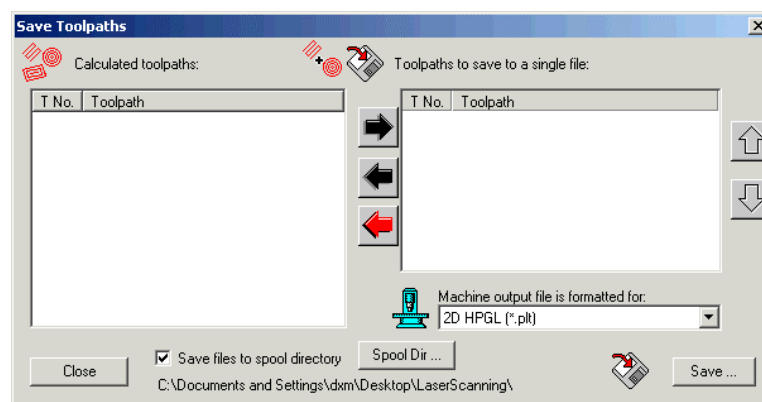 Save Toolpaths
Calculated toolpaths:
Toolpaths to save to a single file:
T No. Toolpath
T No. Toolpath
Machine output file is formatted for:
2D HPGL (*.plt)
Save files to spool directory
Spool Dir ...
Close
C:\Documents and Settings\dxm\Desktop\LaserScanning\
Save ...